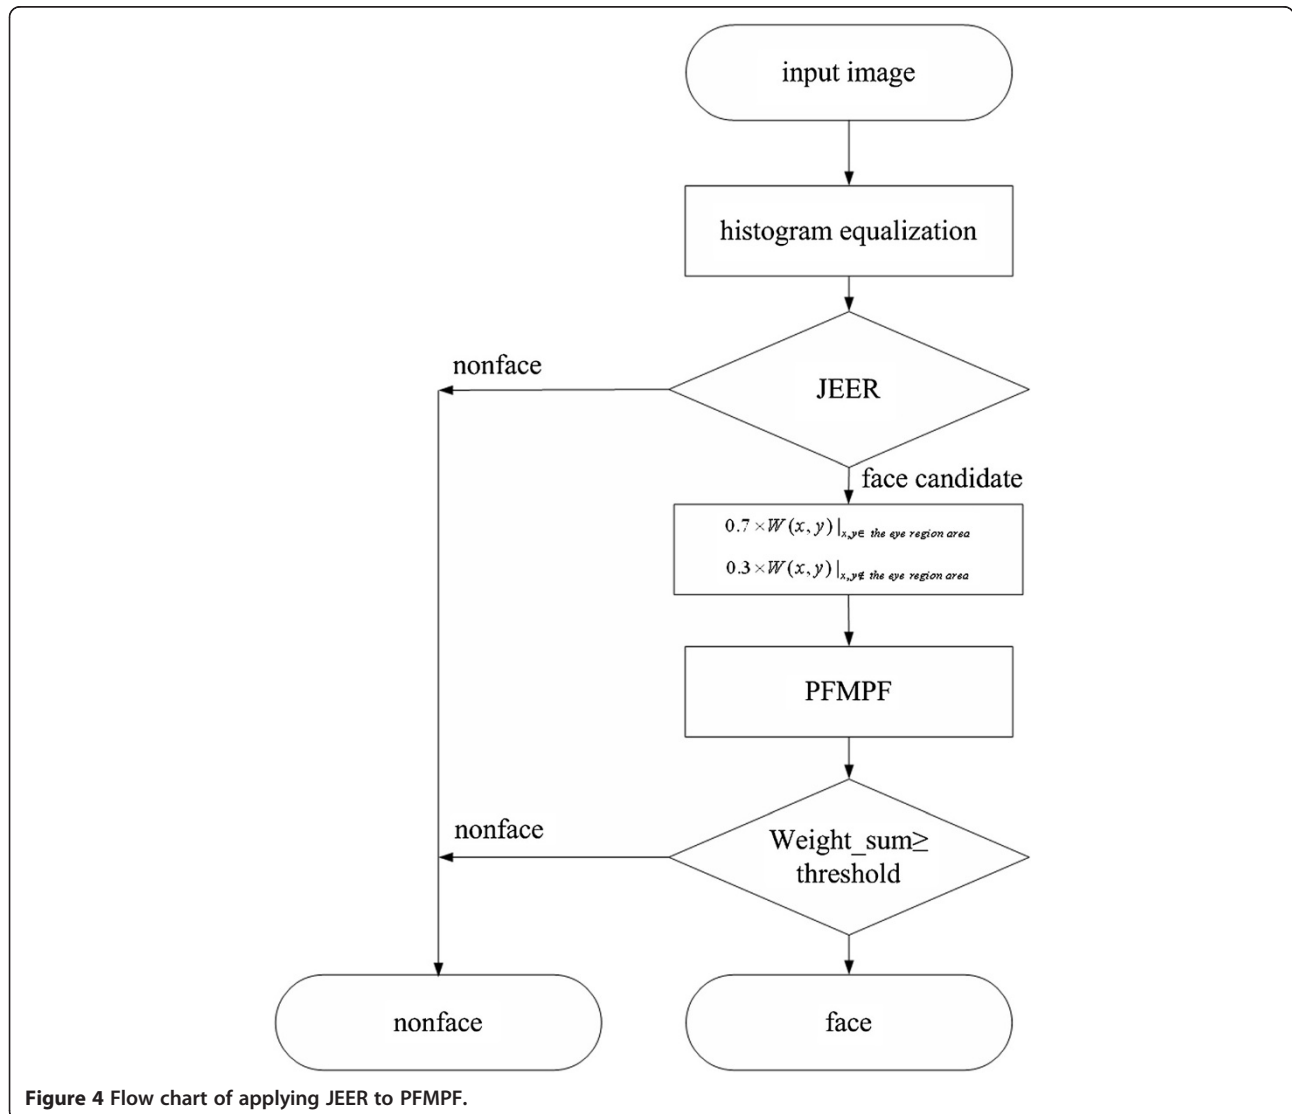 input image
histogram equalization
nonface
JEER
face candidate
0.7×W(x,y)|x,y∈ the eye region area
0.3×W(x,y)|x,y∉ the eye region area
PFMPF
nonface
Weight_sum≥
threshold
nonface
face
Figure 4 Flow chart of applying JEER to PFMPF.